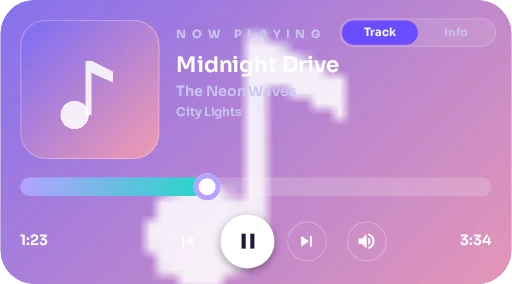 NOW PLAYING
Track Info
Midnight Drive
The Neon Waves
City Lights
1:23 3:34